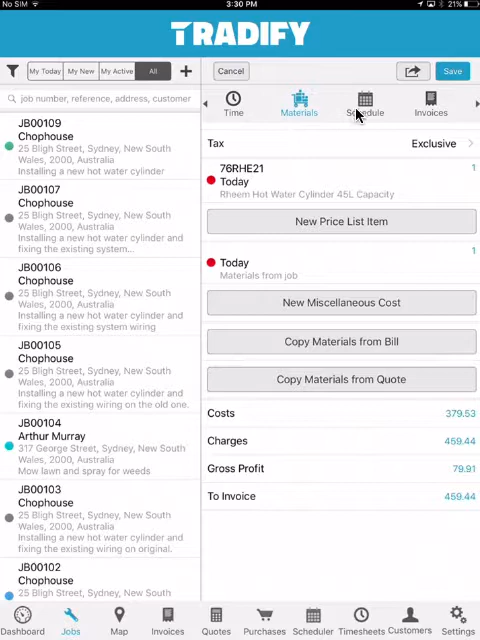 No SIM
3:30 PM
21%
TRADIFY
My Today
My New
My Active
All
+
Cancel
Save
job number, reference, address, customer
Time
Materials
Schedule
Invoices
JB00109
Chophouse
25 Bligh Street, Sydney, New South
Wales, 2000, Australia
Installing a new hot water cylinder
JB00107
Chophouse
25 Bligh Street, Sydney, New South
Wales, 2000, Australia
Installing a new hot water cylinder and
fixing the existing system...
JB00106
Chophouse
25 Bligh Street, Sydney, New South
Wales, 2000, Australia
Installing a new hot water cylinder and
fixing the existing system wiring
JB00105
Chophouse
25 Bligh Street, Sydney, New South
Wales, 2000, Australia
Installing a new hot water cylinder and
fixing the existing wiring on the old one.
JB00104
Arthur Murray
317 George Street, Sydney, New South
Wales, 2000, Australia
Mow lawn and spray for weeds
JB00103
Chophouse
25 Bligh Street, Sydney, New South
Wales, 2000, Australia
Installing a new hot water cylinder and
fixing the existing wiring on original.
JB00102
Chophouse
25 Bligh Street, Sydney, New South
Tax
Exclusive
76RHE21
1
Today
Rheem Hot Water Cylinder 45L Capacity
New Price List Item
1
Today
Materials from job
New Miscellaneous Cost
Copy Materials from Bill
Copy Materials from Quote
Costs
379.53
Charges
459.44
Gross Profit
79.91
To Invoice
459.44
Dashboard
Jobs
Map
Invoices
Quotes
Purchases
Scheduler
Timesheets
Customers
Settings